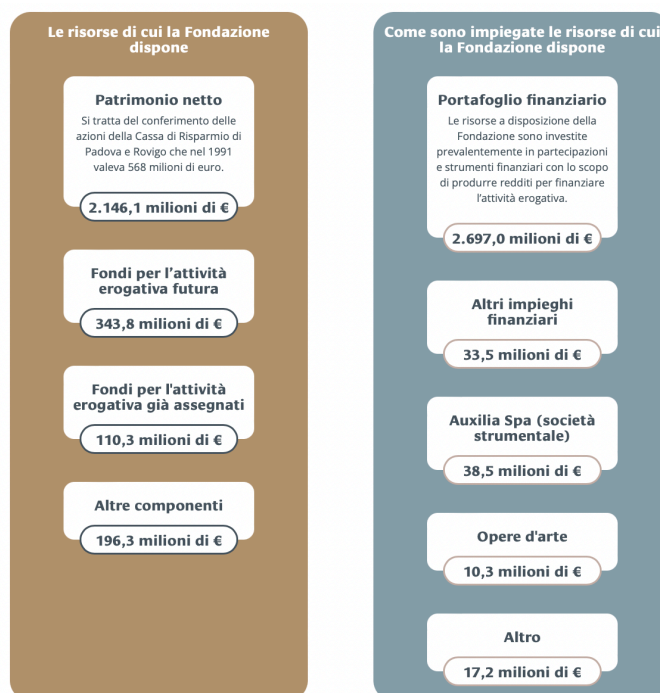 Le risorse di cui la Fondazione
dispone
Patrimonio netto
Si tratta del conferimento delle
azioni della Cassa di Risparmio di
Padova e Rovigo che nel 1991
valeva 568 milioni di euro.
2.146,1 milioni di €
Fondi per l’attività
erogativa futura
343,8 milioni di €
Fondi per l'attività
erogativa già assegnati
110,3 milioni di €
Altre componenti
196,3 milioni di €
Come sono impiegate le risorse di cui
la Fondazione dispone
Portafoglio finanziario
Le risorse a disposizione della
Fondazione sono investite
prevalentemente in partecipazioni
e strumenti finanziari con lo scopo
di produrre redditi per finanziare
l’attività erogativa.
2.697,0 milioni di €
Altri impieghi
finanziari
33,5 milioni di €
Auxilia Spa (società
strumentale)
38,5 milioni di €
Opere d'arte
10,3 milioni di €
Altro
17,2 milioni di €